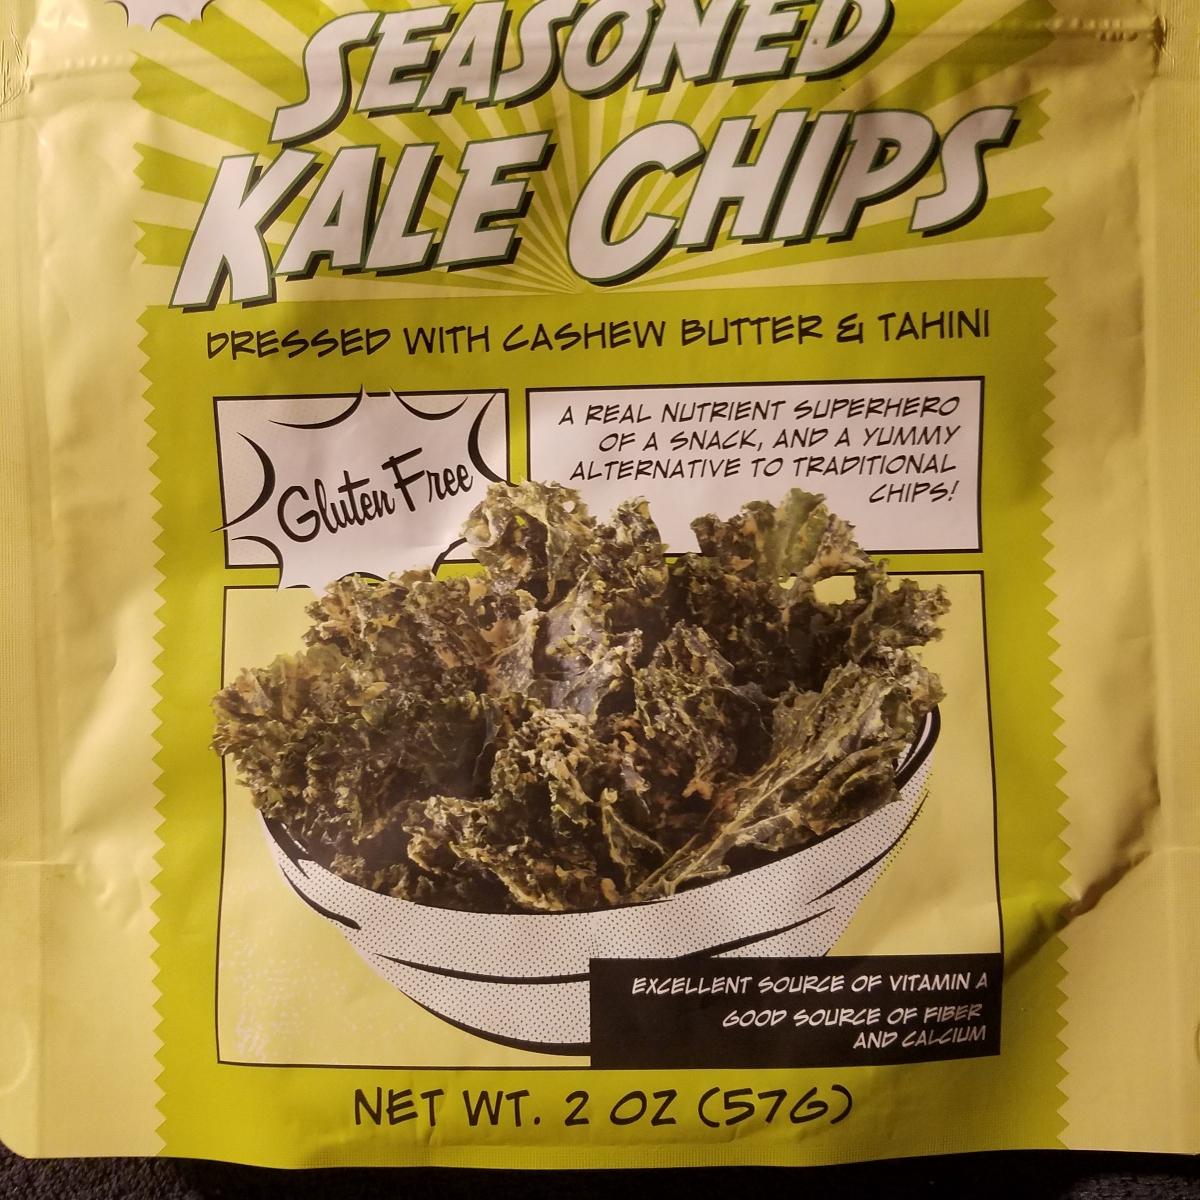 SEASONED
KALE CHIPS
DRESSED WITH CASHEW BUTTER & TAHINI
Gluten Free
A REAL NUTRIENT SUPERHERO
OF A SNACK, AND A YUMMY
ALTERNATIVE TO TRADITIONAL
CHIPS!
EXCELLENT SOURCE OF VITAMIN A
GOOD SOURCE OF FIBER
AND CALCIUM
NET WT. 2 OZ (57G)